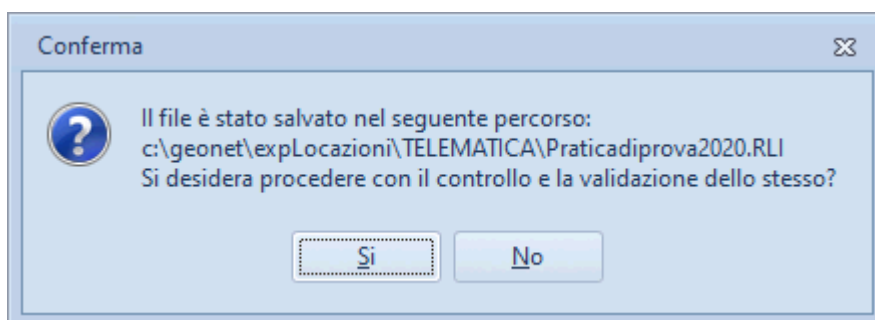 Conferma
Il file è stato salvato nel seguente percorso:
c:\geonet\expLocazioni\TELEMATICA\Praticadiprova2020.RLI
Si desidera procedere con il controllo e la validazione dello stesso?
Si
No